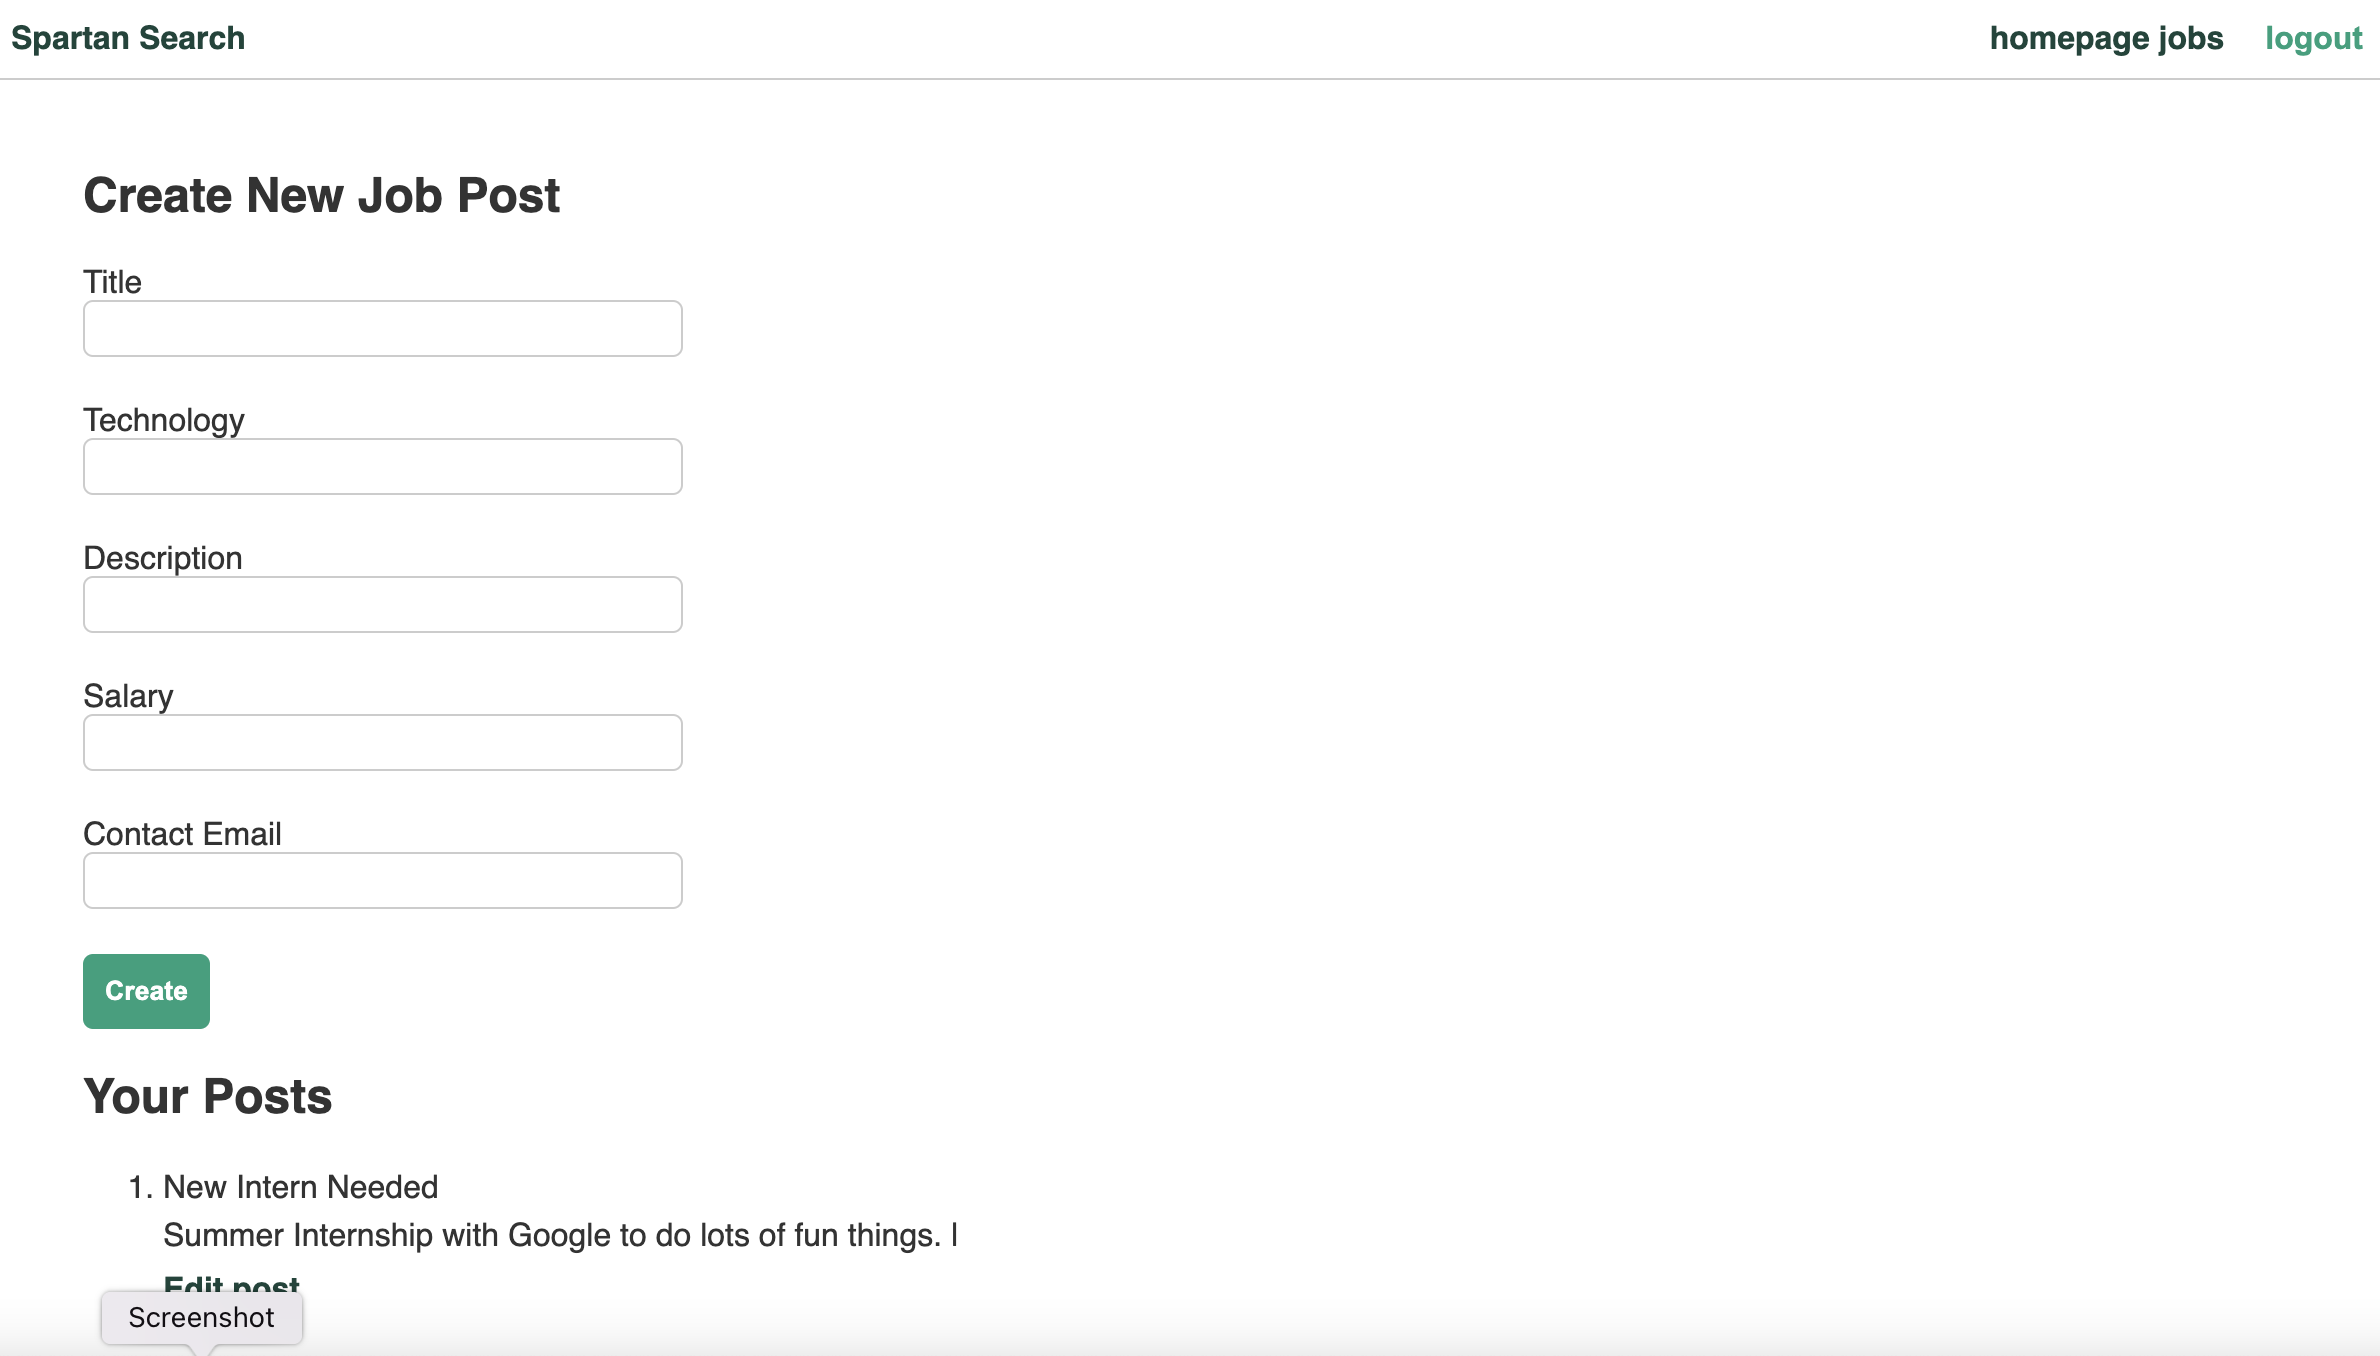 Spartan Search
homepage jobs logout
Create New Job Post
Title
Technology
Description
Salary
Contact Email
Create
Your Posts
1. New Intern Needed
Summer Internship with Google to do lots of fun things. I
Edit post
Screenshot